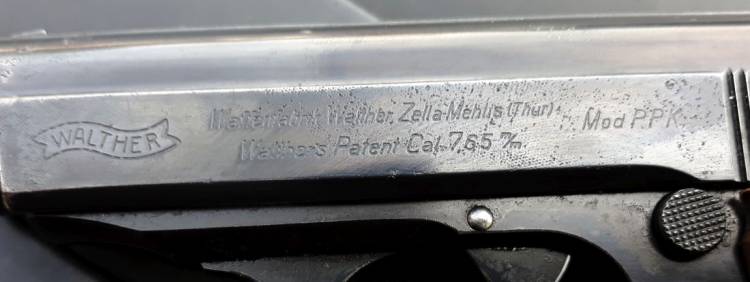 WALTHER
Waffenfabrik Walther, Zella-Mehlis (Thür)
Walther's Patent Cal. 7,65 m/m
Mod. PPK